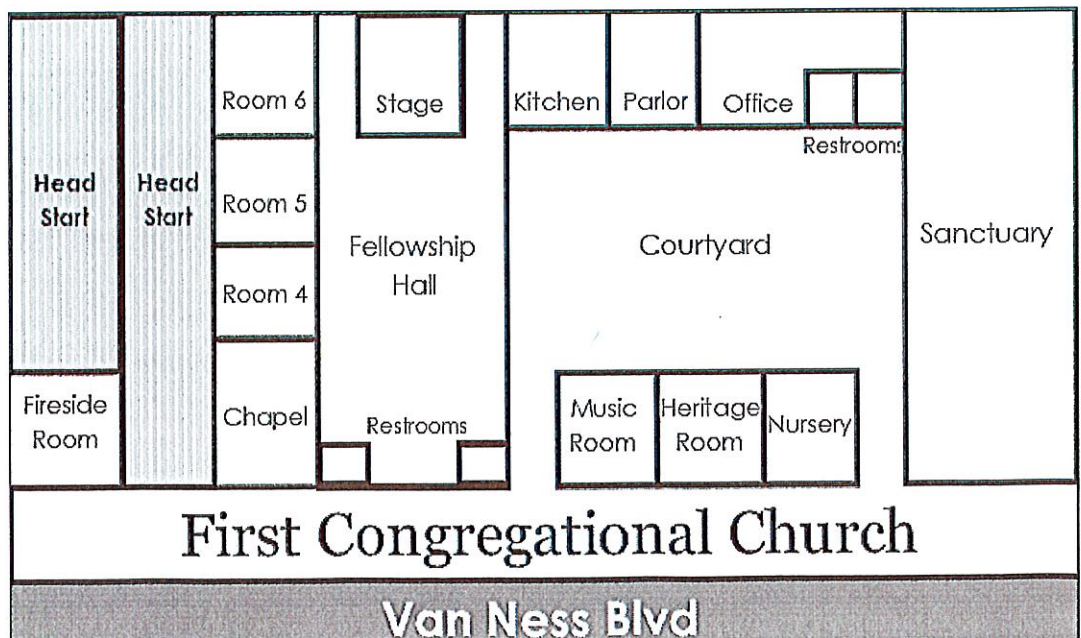 Head
Start
Head
Start
Room 6
Room 5
Room 4
Chapel
Fireside
Room
Stage
Fellowship
Hall
Restrooms
Kitchen
Parlor
Office
Restrooms
Courtyard
Sanctuary
Music
Room
Heritage
Room
Nursery
First Congregational Church
Van Ness Blvd